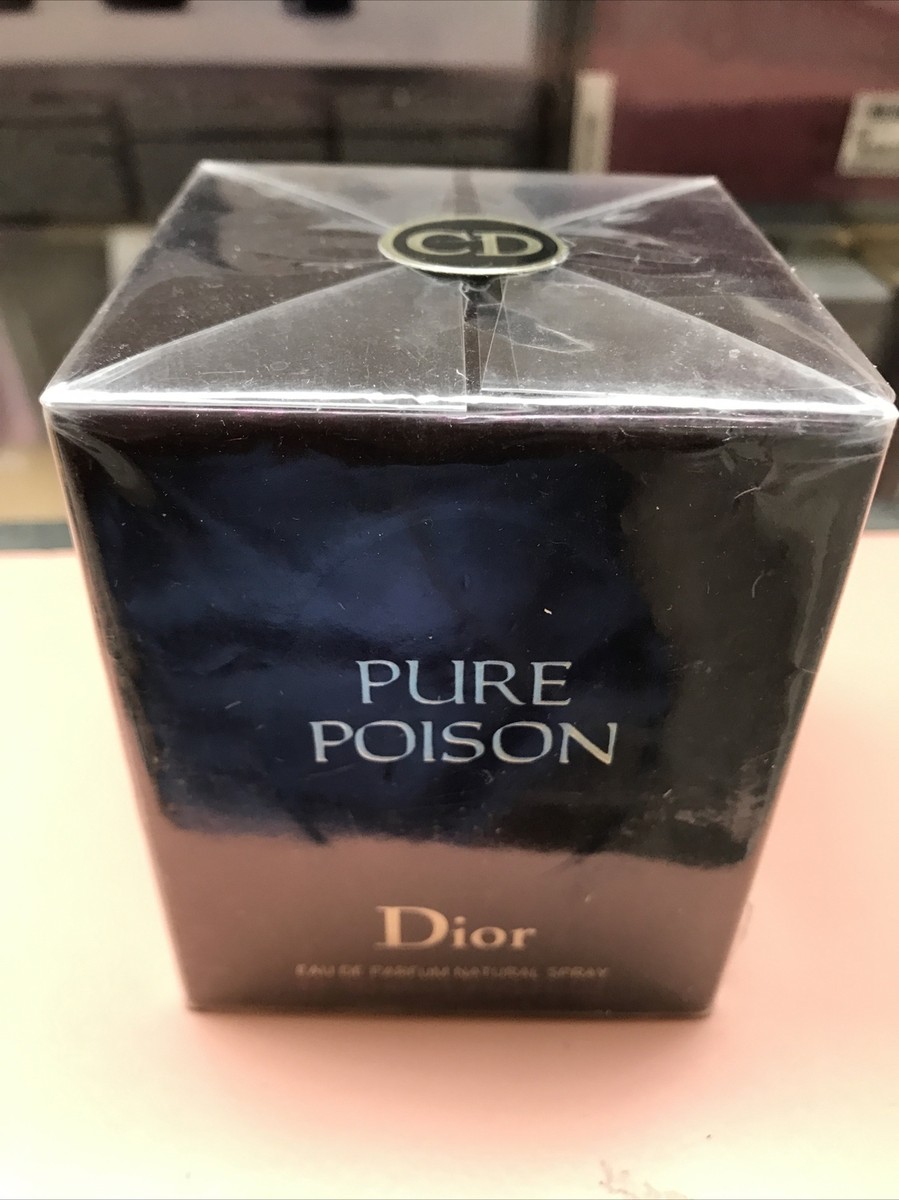 CD
PURE
POISON
Dior
EAU DE PARFUM NATURAL SPRAY